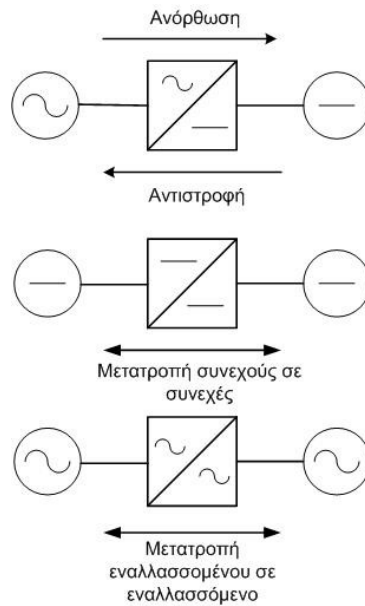 Ανόρθωση
Αντιστροφή
Μετατροπή συνεχούς σε
συνεχές
Μετατροπή
εναλλασσομένου σε
εναλλασσόμενο